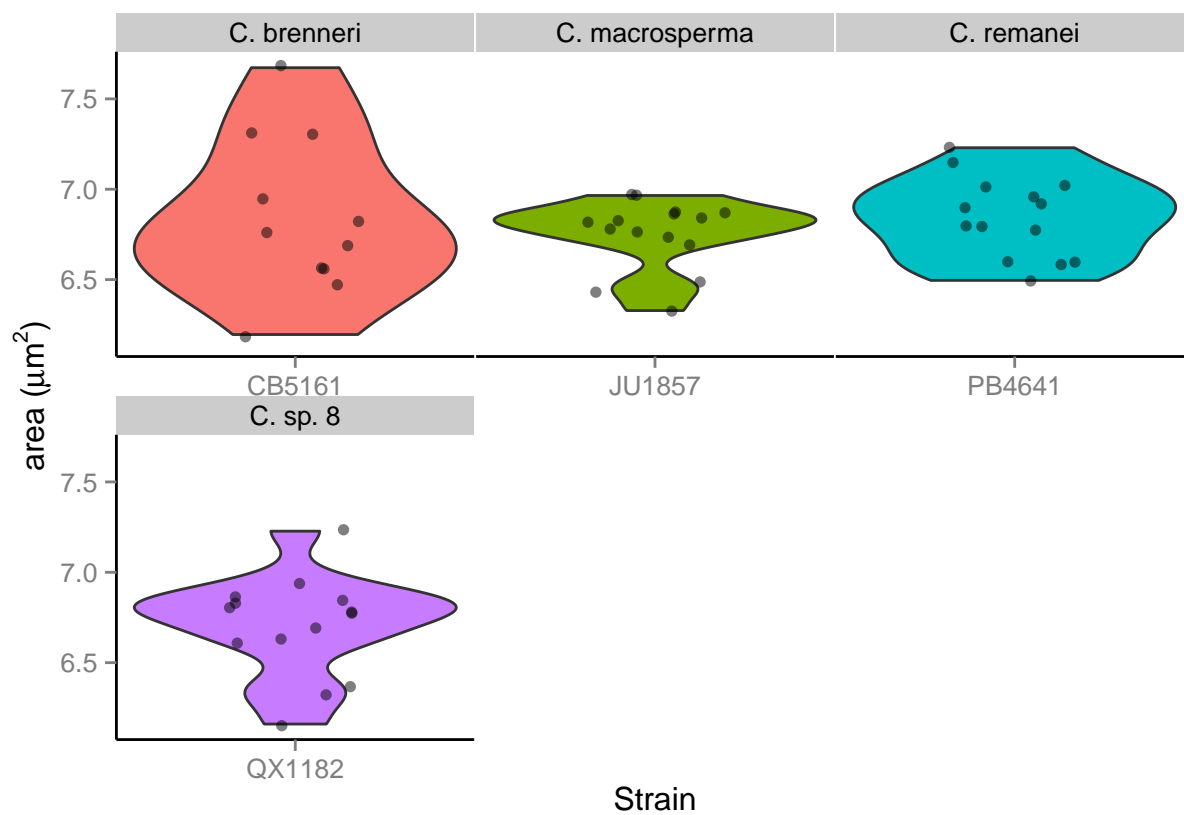 C. brenneri
C. macrosperma
C. remanei
7.5
7.0
6.5
CB5161
JU1857
PB4641
C. sp. 8
area (μm²)
7.5
7.0
6.5
QX1182
Strain